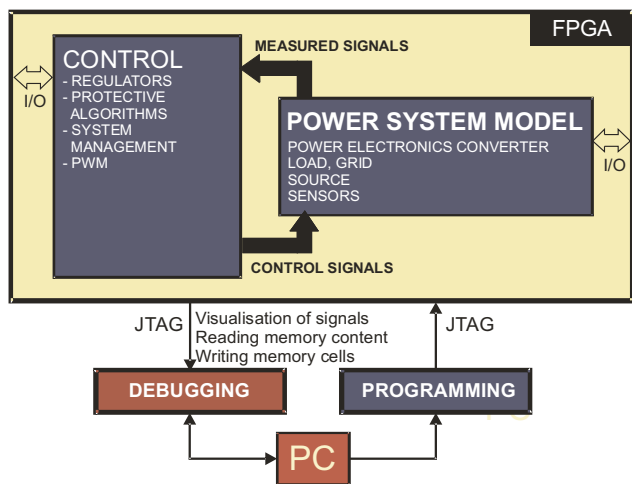 FPGA
MEASURED SIGNALS
CONTROL
- REGULATORS
- PROTECTIVE
ALGORITHMS
- SYSTEM
MANAGEMENT
- PWM
I/O
POWER SYSTEM MODEL
POWER ELECTRONICS CONVERTER
LOAD, GRID
SOURCE
SENSORS
I/O
CONTROL SIGNALS
JTAG
Visualisation of signals
Reading memory content
Writing memory cells
JTAG
DEBUGGING
PROGRAMMING
PC